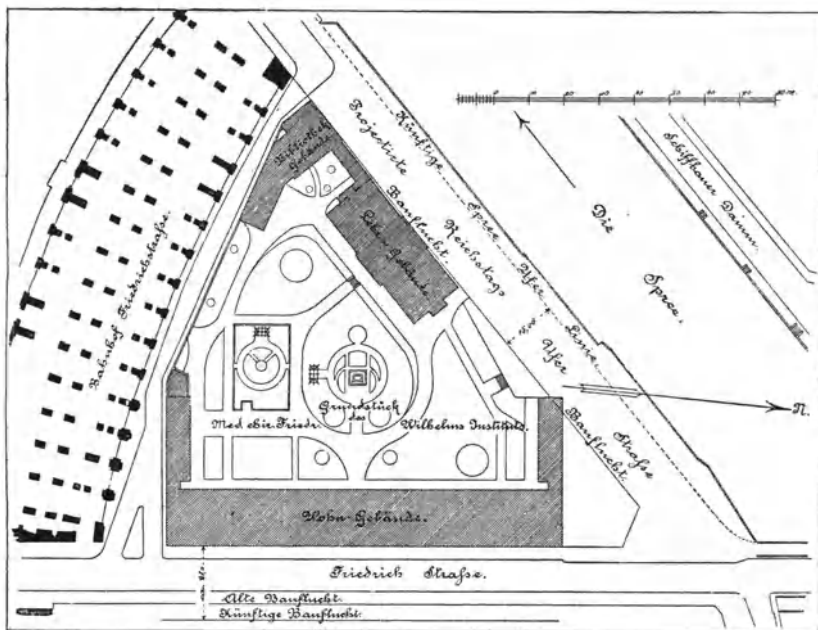 Künftige Spree Ufer Linie
Projectirte Reichstags Ufer Straße
Bauflucht.
Bibliothek
Gebäude
Lehr-Gebäude.
Die Spree.
Schiffbauer Damm.
Bahnhof Friedrichstraße.
N.
Bauflucht.
Grundstück
des
Med. Chir. Friedr. Wilhelms Instituts.
Wohn-Gebäude.
Friedrich Straße.
Alte Bauflucht.
Künftige Bauflucht.